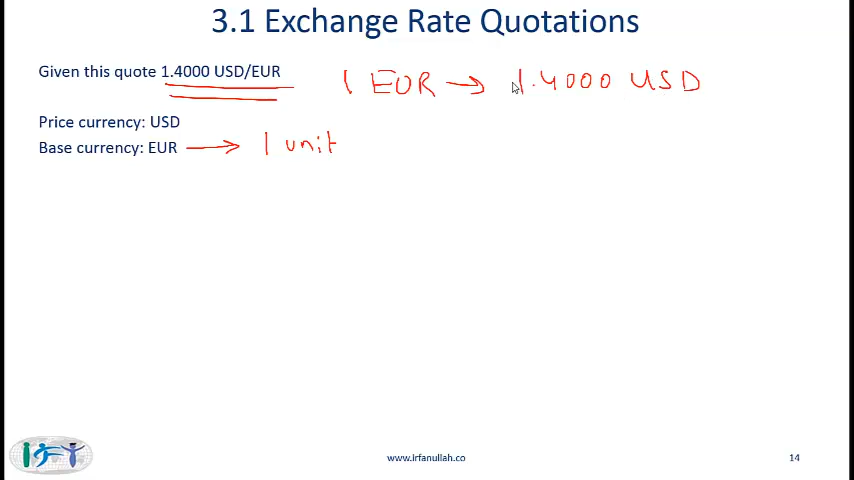 3.1 Exchange Rate Quotations
Given this quote 1.4000 USD/EUR 1 EUR → 1.4000 USD
Price currency: USD
Base currency: EUR → 1 unit
www.irfanullah.co
14